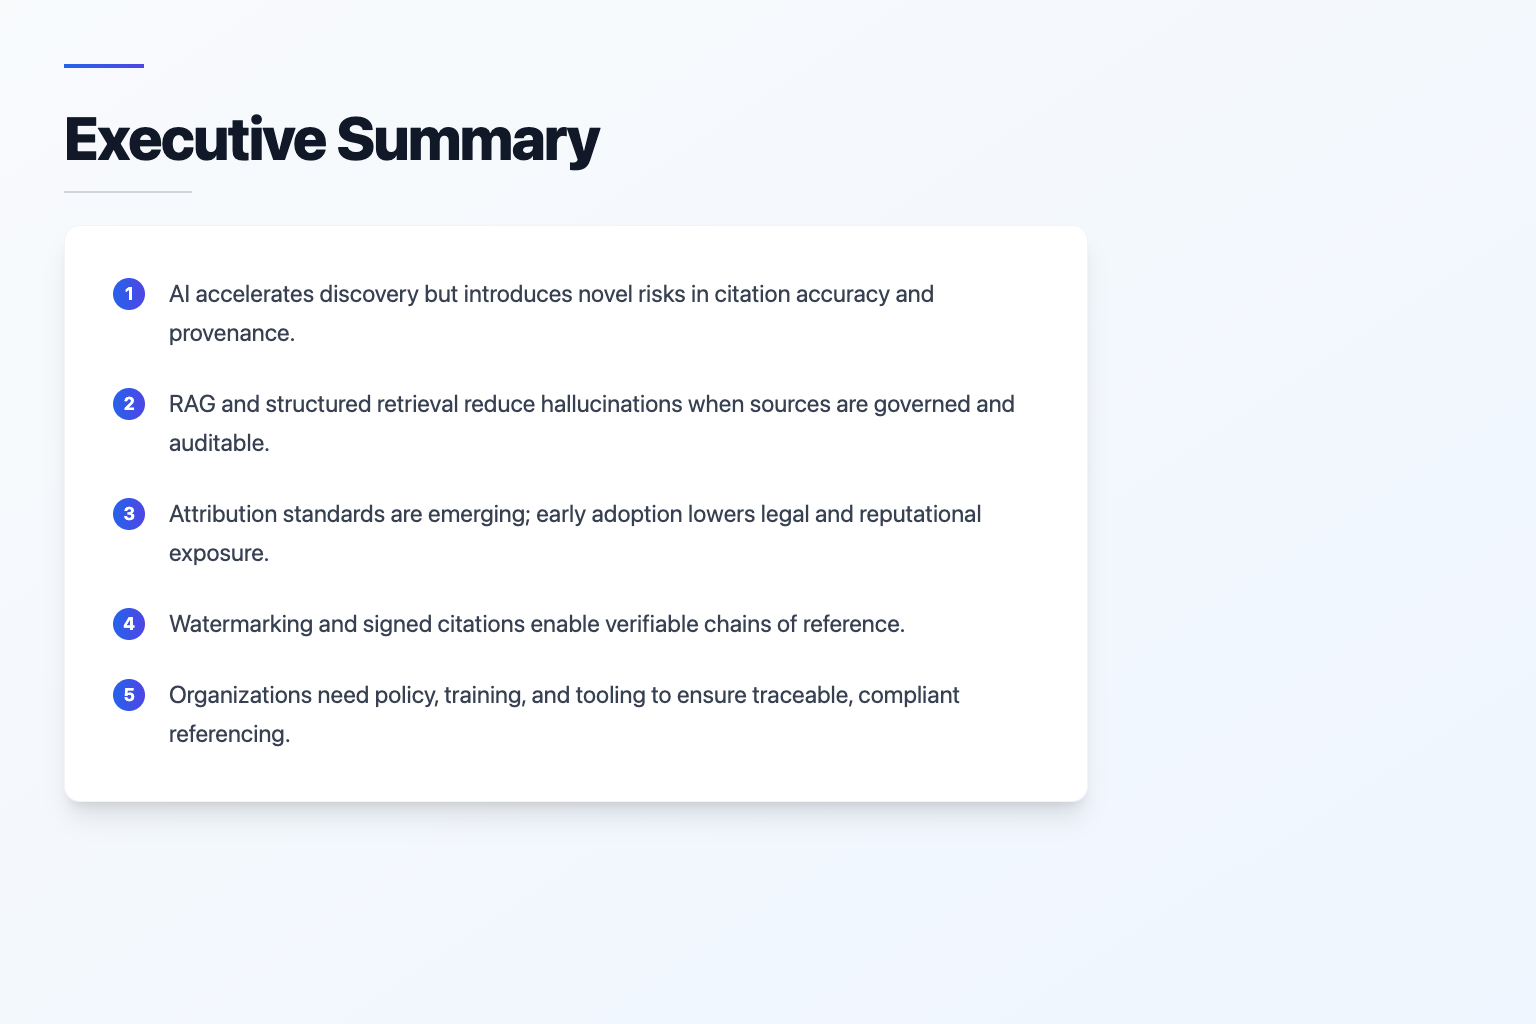 Executive Summary
1 AI accelerates discovery but introduces novel risks in citation accuracy and
provenance.
2 RAG and structured retrieval reduce hallucinations when sources are governed and
auditable.
3 Attribution standards are emerging; early adoption lowers legal and reputational
exposure.
4 Watermarking and signed citations enable verifiable chains of reference.
5 Organizations need policy, training, and tooling to ensure traceable, compliant
referencing.